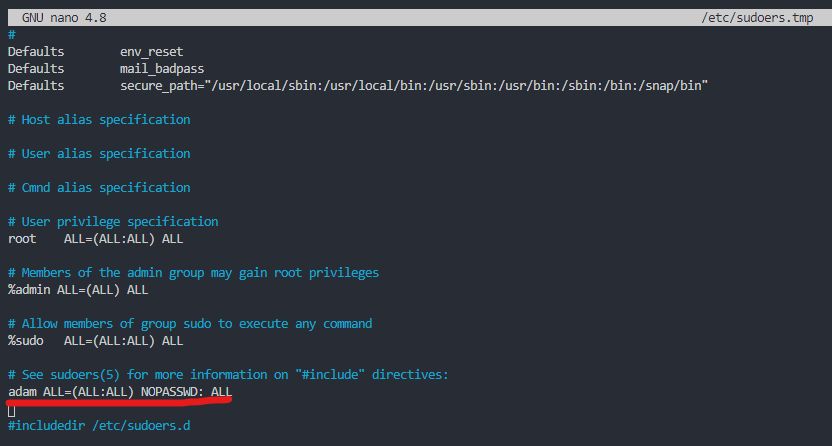 GNU nano 4.8 /etc/sudoers.tmp
#
Defaults env_reset
Defaults mail_badpass
Defaults secure_path="/usr/local/sbin:/usr/local/bin:/usr/sbin:/usr/bin:/sbin:/bin:/snap/bin"
# Host alias specification
# User alias specification
# Cmnd alias specification
# User privilege specification
root ALL=(ALL:ALL) ALL
# Members of the admin group may gain root privileges
%admin ALL=(ALL) ALL
# Allow members of group sudo to execute any command
%sudo ALL=(ALL:ALL) ALL
# See sudoers(5) for more information on "#include" directives:
adam ALL=(ALL:ALL) NOPASSWD: ALL
#includedir /etc/sudoers.d